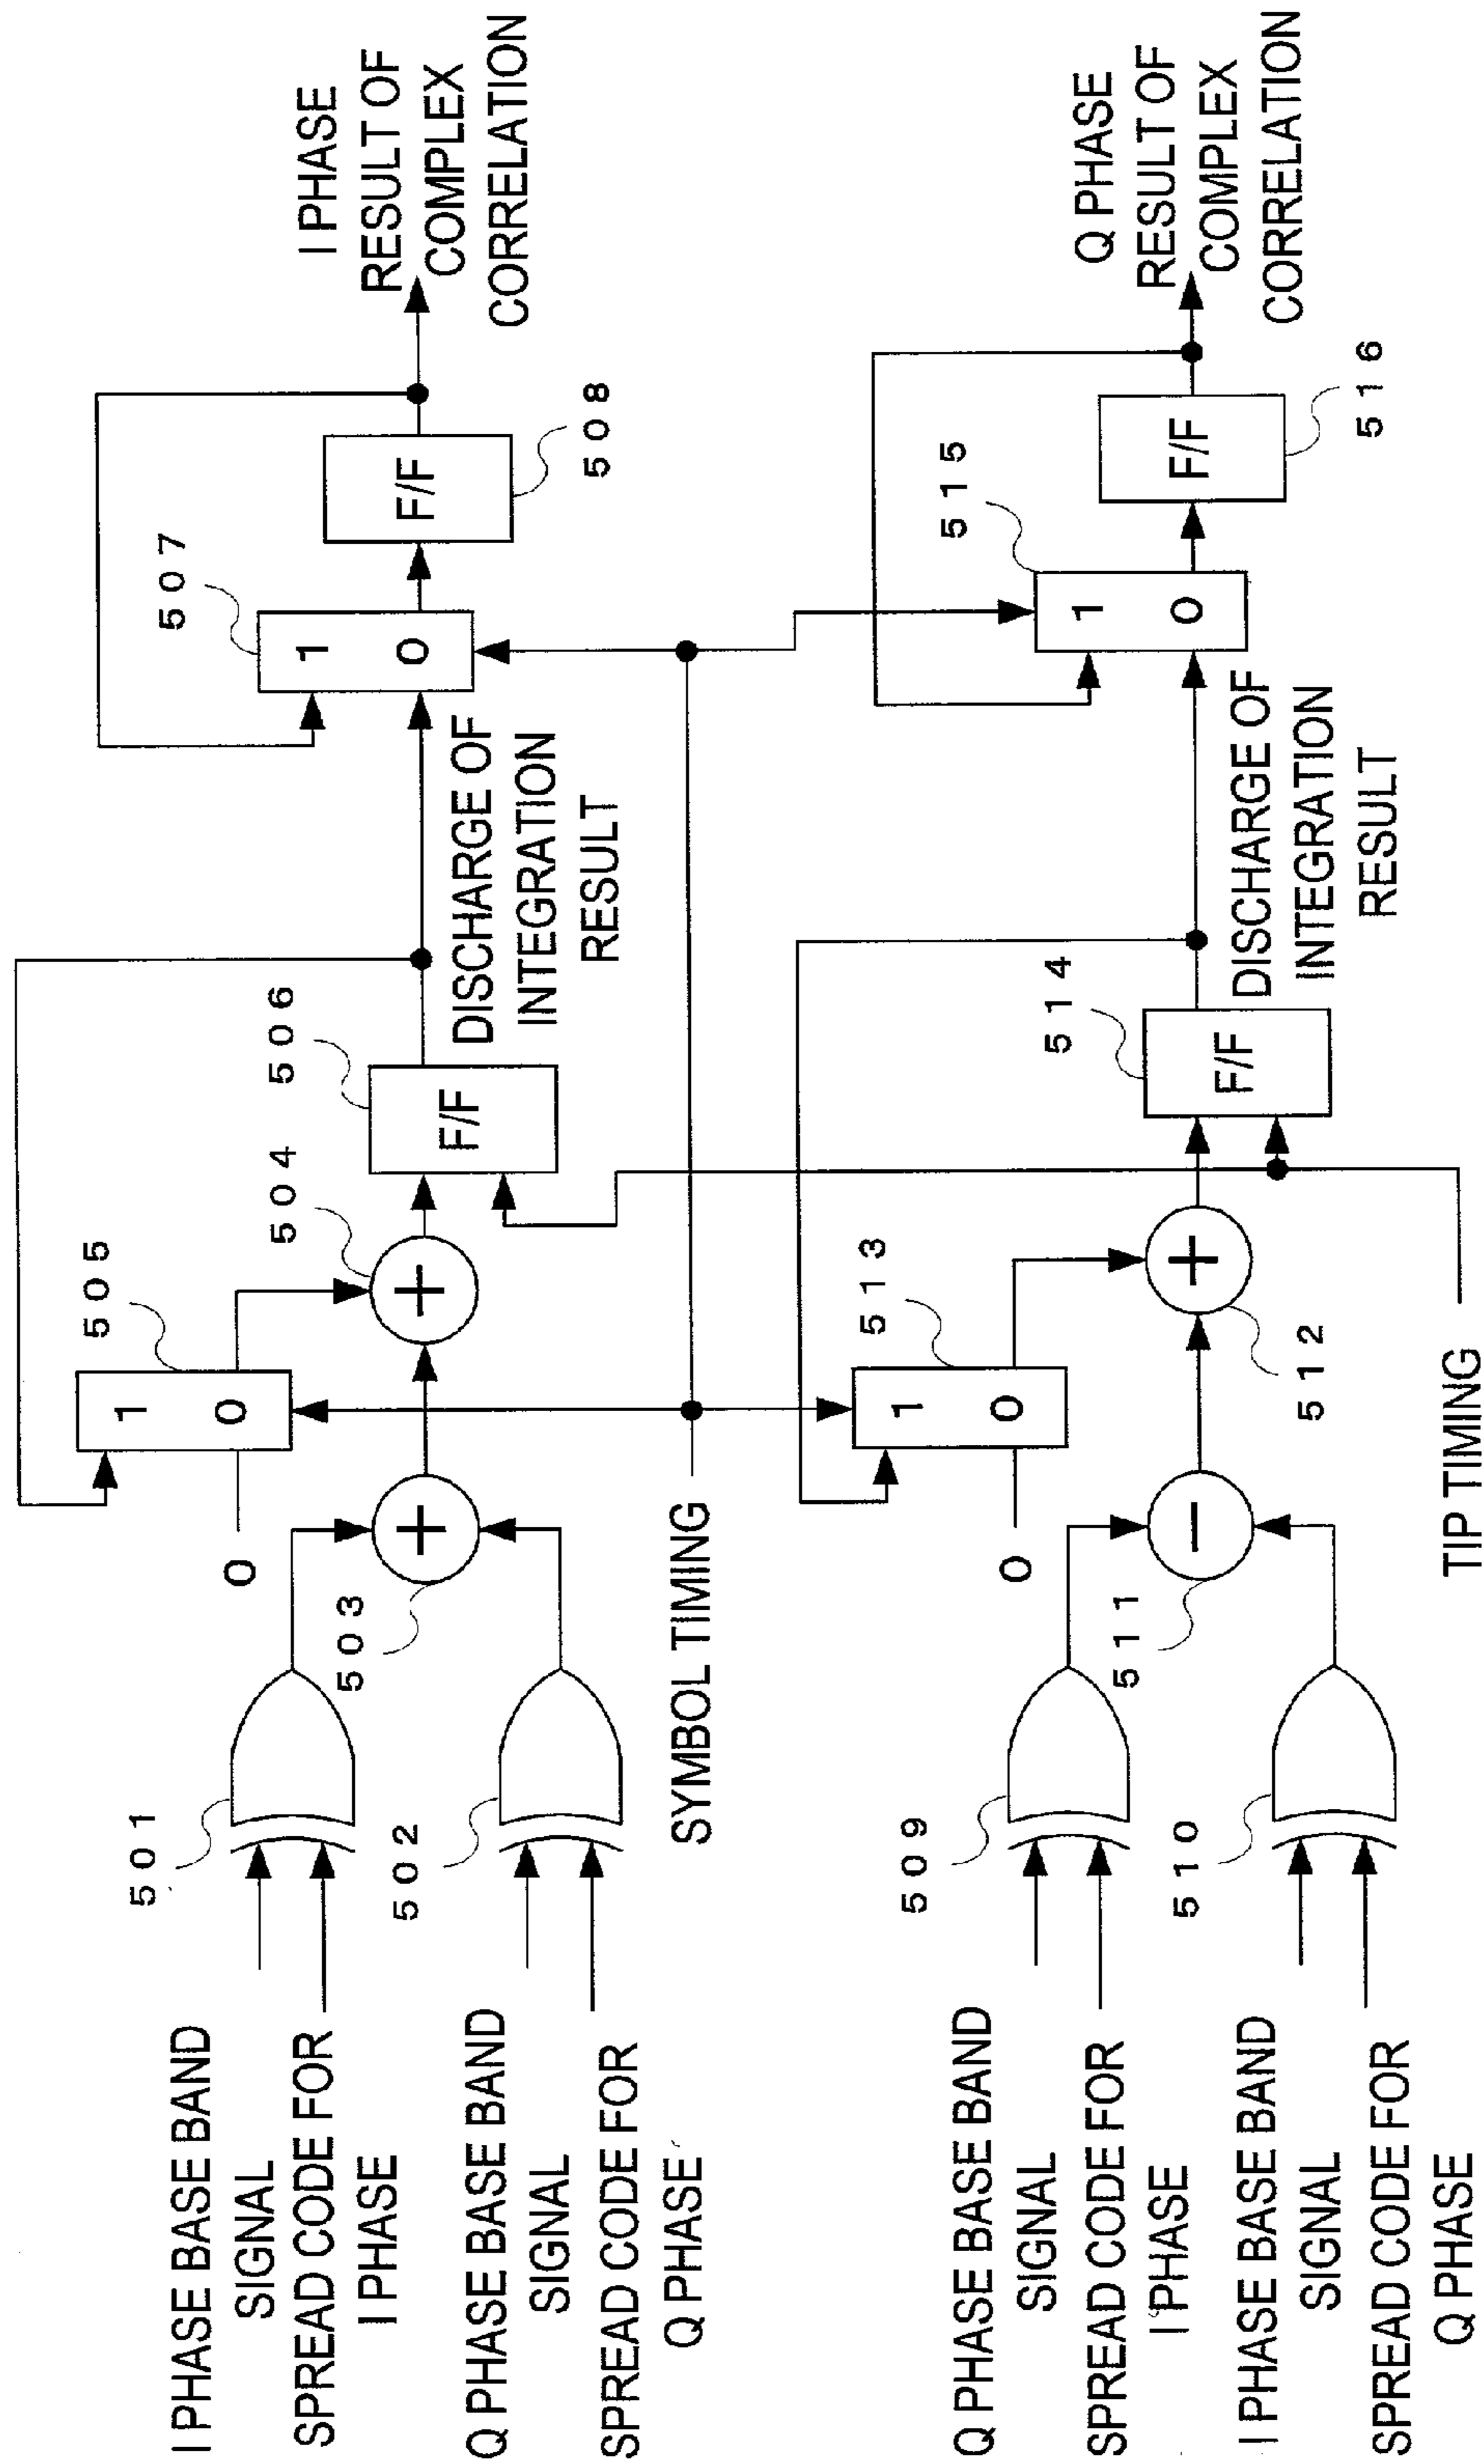 I PHASE BASE BAND
SIGNAL
SPREAD CODE FOR
I PHASE
Q PHASE BASE BAND
SIGNAL
SPREAD CODE FOR
Q PHASE
501
502
503
0
505
1
0
+
504
+
506
F/F
DISCHARGE OF
INTEGRATION
RESULT
507
1
0
F/F
508
I PHASE
RESULT OF
COMPLEX
CORRELATION
SYMBOL TIMING
Q PHASE BASE BAND
SIGNAL
SPREAD CODE FOR
I PHASE
I PHASE BASE BAND
SIGNAL
SPREAD CODE FOR
Q PHASE
509
510
511
−
0
513
1
0
+
512
514
F/F
DISCHARGE OF
INTEGRATION
RESULT
515
1
0
F/F
516
Q PHASE
RESULT OF
COMPLEX
CORRELATION
TIP TIMING